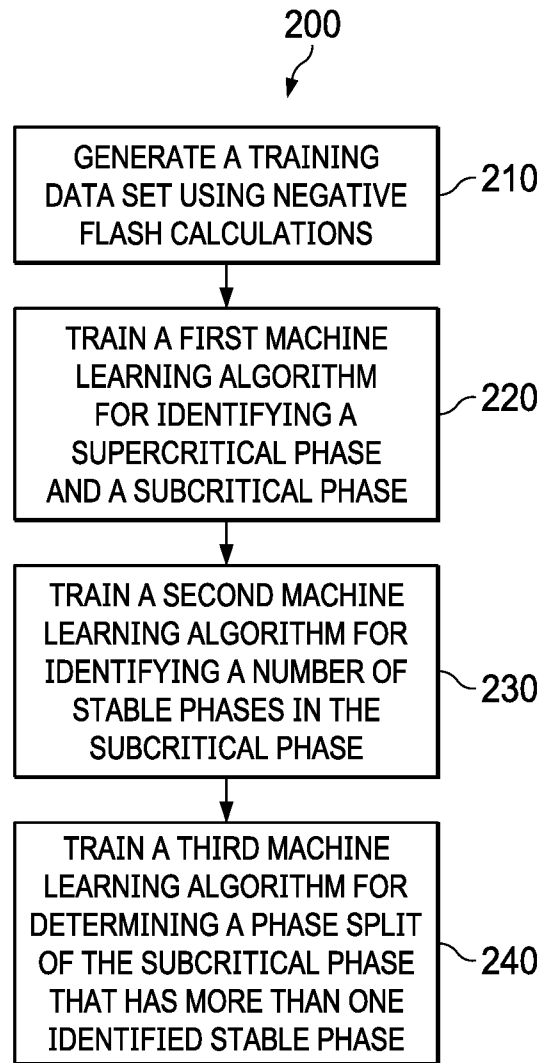 200
GENERATE A TRAINING
DATA SET USING NEGATIVE
FLASH CALCULATIONS
210
TRAIN A FIRST MACHINE
LEARNING ALGORITHM
FOR IDENTIFYING A
SUPERCRITICAL PHASE
AND A SUBCRITICAL PHASE
220
TRAIN A SECOND MACHINE
LEARNING ALGORITHM FOR
IDENTIFYING A NUMBER OF
STABLE PHASES IN THE
SUBCRITICAL PHASE
230
TRAIN A THIRD MACHINE
LEARNING ALGORITHM FOR
DETERMINING A PHASE SPLIT
OF THE SUBCRITICAL PHASE
THAT HAS MORE THAN ONE
IDENTIFIED STABLE PHASE
240